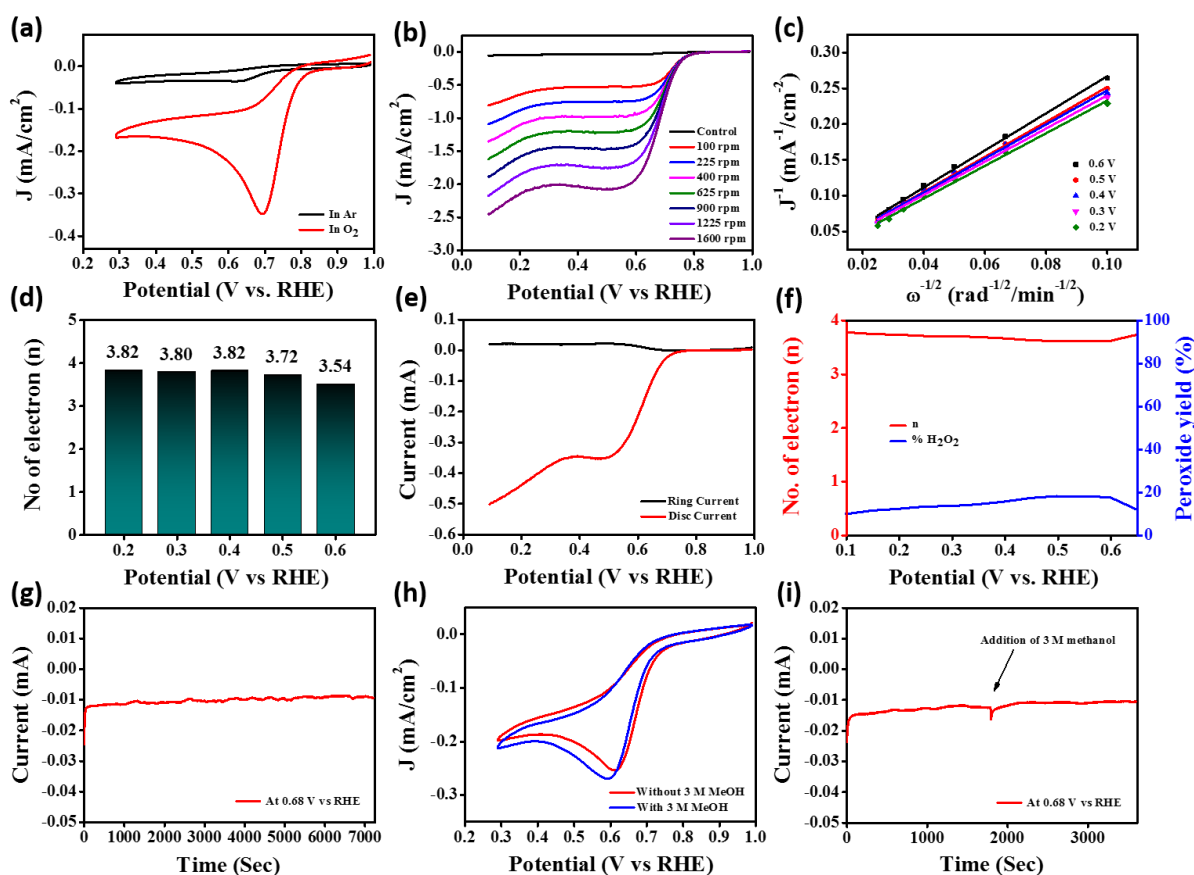 (a)
J (mA/cm²)
0.0
-0.1
-0.2
-0.3
-0.4
In Ar
In O₂
0.2 0.3 0.4 0.5 0.6 0.7 0.8 0.9 1.0
Potential (V vs. RHE)
(b)
J (mA/cm²)
0.0
-0.5
-1.0
-1.5
-2.0
-2.5
-3.0
Control
100 rpm
225 rpm
400 rpm
625 rpm
900 rpm
1225 rpm
1600 rpm
0.0 0.2 0.4 0.6 0.8 1.0
Potential (V vs RHE)
(c)
J⁻¹ (mA⁻¹/cm⁻²)
0.30
0.25
0.20
0.15
0.10
0.05
0.6 V
0.5 V
0.4 V
0.3 V
0.2 V
0.02 0.04 0.06 0.08 0.10
ω⁻¹/² (rad⁻¹/²/min⁻¹/²)
(d)
No of electron (n)
5
4
3
2
1
0
3.82 3.80 3.82 3.72 3.54
0.2 0.3 0.4 0.5 0.6
Potential (V vs RHE)
(e)
Current (mA)
0.1
0.0
-0.1
-0.2
-0.3
-0.4
-0.5
-0.6
Ring Current
Disc Current
0.0 0.2 0.4 0.6 0.8 1.0
Potential (V vs RHE)
(f)
No. of electron (n)
4
3
2
1
0
n
% H₂O₂
100
80
60
40
20
0
Peroxide yield (%)
0.1 0.2 0.3 0.4 0.5 0.6
Potential (V vs. RHE)
(g)
Current (mA)
0.02
0.01
0.00
-0.01
-0.02
-0.03
-0.04
-0.05
At 0.68 V vs RHE
0 1000 2000 3000 4000 5000 6000 7000
Time (Sec)
(h)
J (mA/cm²)
0.0
-0.1
-0.2
-0.3
Without 3 M MeOH
With 3 M MeOH
0.2 0.3 0.4 0.5 0.6 0.7 0.8 0.9 1.0
Potential (V vs RHE)
(i)
Current (mA)
0.02
0.01
0.00
-0.01
-0.02
-0.03
-0.04
-0.05
Addition of 3 M methanol
At 0.68 V vs RHE
0 1000 2000 3000
Time (Sec)